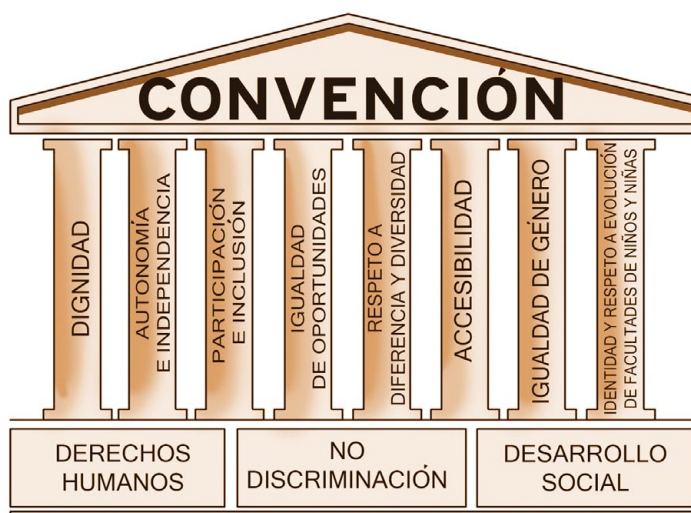 CONVENCIÓN
DIGNIDAD
AUTONOMÍA
E INDEPENDENCIA
PARTICIPACIÓN
E INCLUSIÓN
IGUALDAD
DE OPORTUNIDADES
RESPETO A
DIFERENCIA Y DIVERSIDAD
ACCESIBILIDAD
IGUALDAD DE GÉNERO
IDENTIDAD Y RESPETO A EVOLUCIÓN
DE FACULTADES DE NIÑOS Y NIÑAS
DERECHOS
HUMANOS
NO
DISCRIMINACIÓN
DESARROLLO
SOCIAL